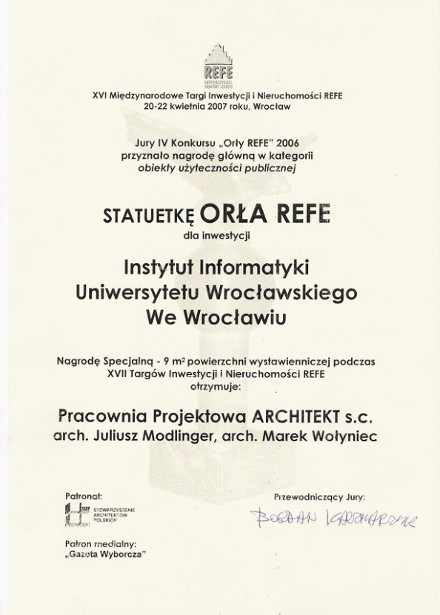 REFE
XVI Międzynarodowe Targi Inwestycji i Nieruchomości REFE
20-22 kwietnia 2007 roku, Wrocław
Jury IV Konkursu „Orły REFE" 2006
przyznało nagrodę główną w kategorii
obiekty użyteczności publicznej
STATUETKĘ ORŁA REFE
dla inwestycji
Instytut Informatyki
Uniwersytetu Wrocławskiego
We Wrocławiu
Nagrodę Specjalną - 9 m² powierzchni wystawienniczej podczas
XVII Targów Inwestycji i Nieruchomości REFE
otrzymuje:
Pracownia Projektowa ARCHITEKT s.c.
arch. Juliusz Modlinger, arch. Marek Wołyniec
Patronat:
STOWARZYSZENIE
ARCHITEKTÓW
POLSKICH
Przewodniczący Jury:
Patron medialny:
„Gazeta Wyborcza"